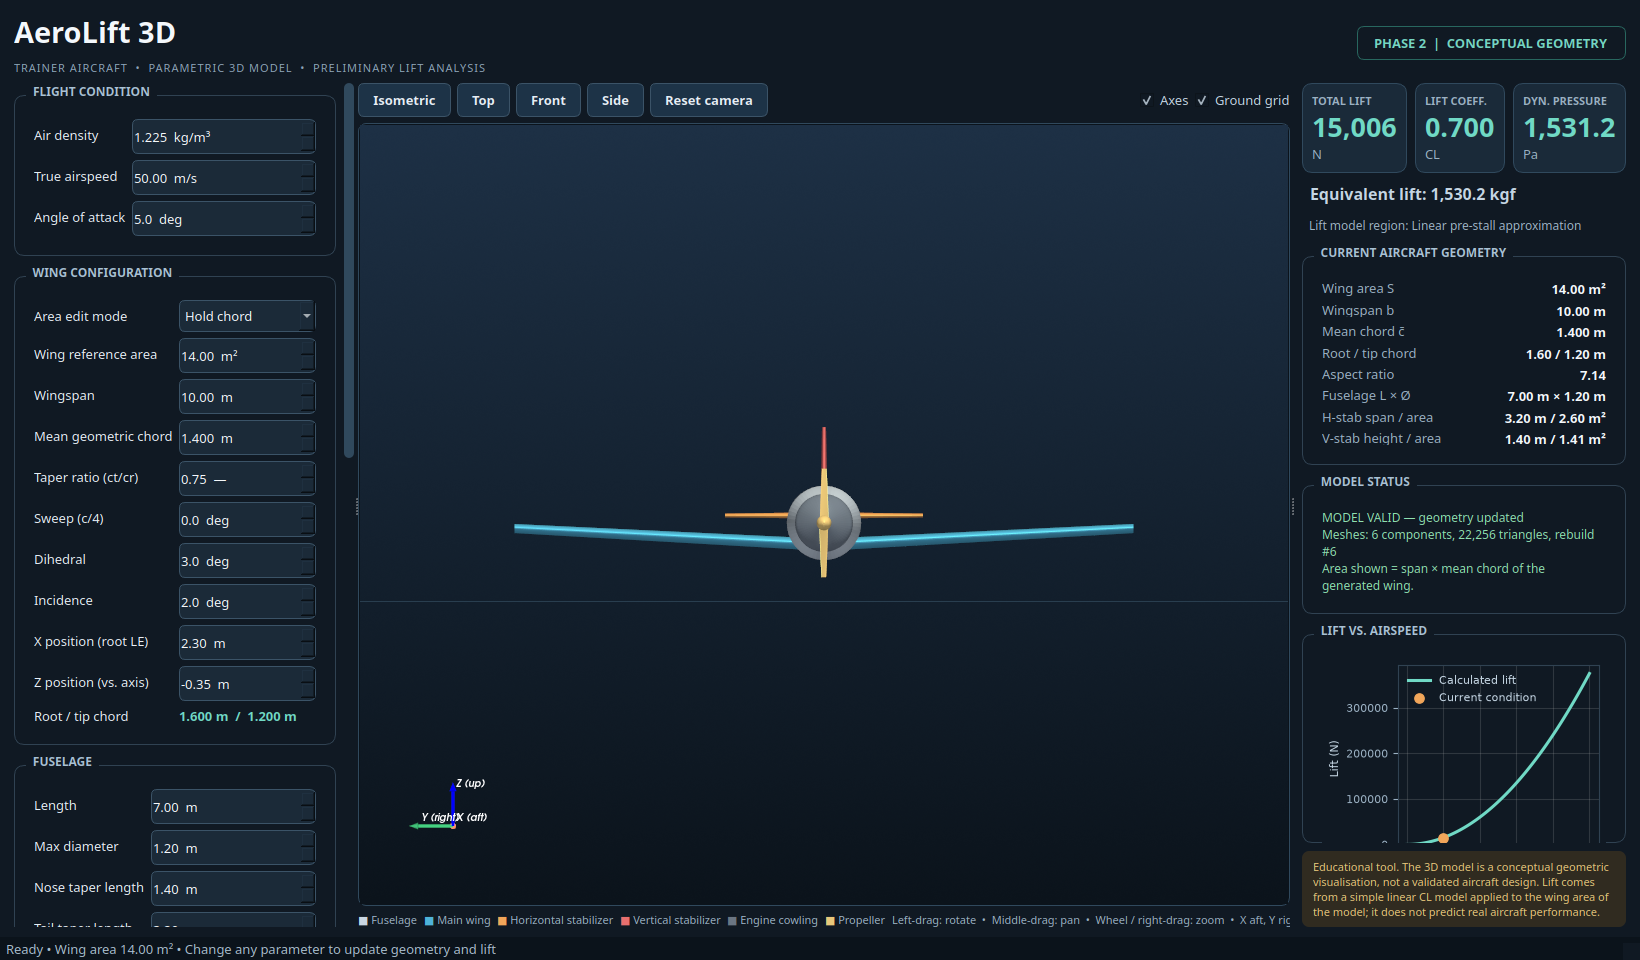 AeroLift 3D
TRAINER AIRCRAFT • PARAMETRIC 3D MODEL • PRELIMINARY LIFT ANALYSIS
PHASE 2 | CONCEPTUAL GEOMETRY
FLIGHT CONDITION
Air density 1.225 kg/m³
True airspeed 50.00 m/s
Angle of attack 5.0 deg
WING CONFIGURATION
Area edit mode Hold chord
Wing reference area 14.00 m²
Wingspan 10.00 m
Mean geometric chord 1.400 m
Taper ratio (ct/cr) 0.75 —
Sweep (c/4) 0.0 deg
Dihedral 3.0 deg
Incidence 2.0 deg
X position (root LE) 2.30 m
Z position (vs. axis) -0.35 m
Root / tip chord 1.600 m / 1.200 m
FUSELAGE
Length 7.00 m
Max diameter 1.20 m
Nose taper length 1.40 m
Isometric Top Front Side Reset camera
✓ Axes ✓ Ground grid
Z (up)
Y (right) X (aft)
Fuselage Main wing Horizontal stabilizer Vertical stabilizer Engine cowling Propeller Left-drag: rotate • Middle-drag: pan • Wheel / right-drag: zoom • X aft, Y
TOTAL LIFT
15,006
N
LIFT COEFF.
0.700
CL
DYN. PRESSURE
1,531.2
Pa
Equivalent lift: 1,530.2 kgf
Lift model region: Linear pre-stall approximation
CURRENT AIRCRAFT GEOMETRY
Wing area S 14.00 m²
Wingspan b 10.00 m
Mean chord c̄ 1.400 m
Root / tip chord 1.60 / 1.20 m
Aspect ratio 7.14
Fuselage L × Ø 7.00 m × 1.20 m
H-stab span / area 3.20 m / 2.60 m²
V-stab height / area 1.40 m / 1.41 m²
MODEL STATUS
MODEL VALID — geometry updated
Meshes: 6 components, 22,256 triangles, rebuild
#6
Area shown = span × mean chord of the
generated wing.
LIFT VS. AIRSPEED
Calculated lift
Current condition
300000
200000
100000
Lift (N)
Educational tool. The 3D model is a conceptual geometric
visualisation, not a validated aircraft design. Lift comes
from a simple linear CL model applied to the wing area of
the model; it does not predict real aircraft performance.
Ready • Wing area 14.00 m² • Change any parameter to update geometry and lift